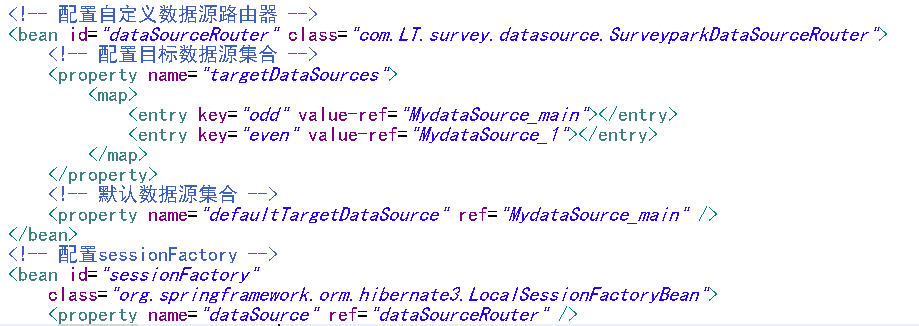 <!-- 配置自定义数据源路由器 -->
<bean id="dataSourceRouter" class="com.LT.survey.datasource.SurveyparkDataSourceRouter">
<!-- 配置目标数据源集合 -->
<property name="targetDataSources">
<map>
<entry key="odd" value-ref="MydataSource_main"></entry>
<entry key="even" value-ref="MydataSource_1"></entry>
</map>
</property>
<!-- 默认数据源集合 -->
<property name="defaultTargetDataSource" ref="MydataSource_main" />
</bean>
<!-- 配置sessionFactory -->
<bean id="sessionFactory"
class="org.springframework.orm.hibernate3.LocalSessionFactoryBean">
<property name="dataSource" ref="dataSourceRouter" />